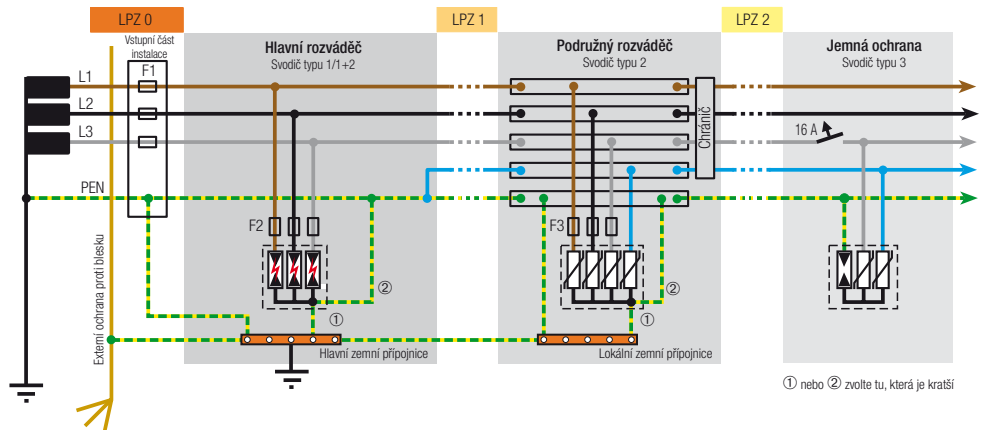 LPZ 0
LPZ 1
LPZ 2
Vstupní část
instalace
Hlavní rozváděč
Svodič typu 1/1+2
Podružný rozváděč
Svodič typu 2
Jemná ochrana
Svodič typu 3
F1
L1
L2
L3
PEN
Chránič
16 A
F2
F3
Externí ochrana proti blesku
②
①
②
①
Hlavní zemní přípojnice
Lokální zemní přípojnice
① nebo ② zvolte tu, která je kratší